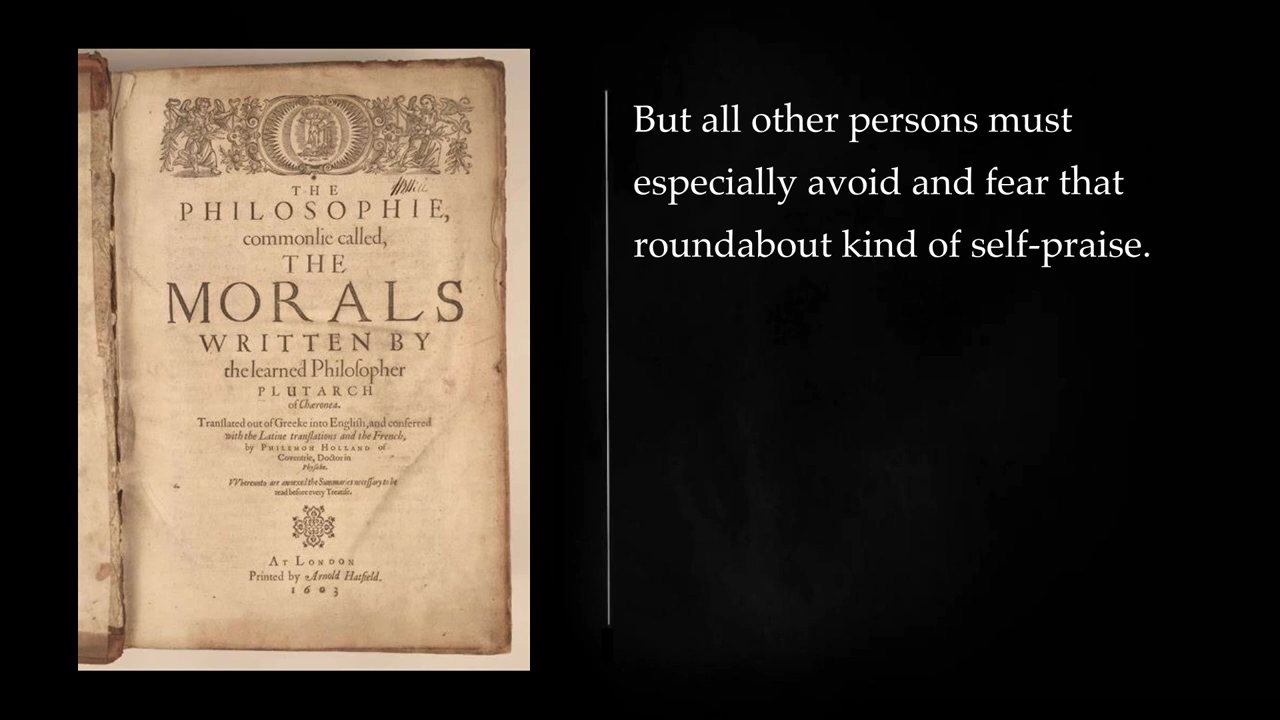 THE
PHILOSOPHIE,
commonlie called,
THE
MORALS
WRITTEN BY
the learned Philoſopher
PLUTARCH
of Chæronea.
Tranſlated out of Greeke into Engliſh, and conferred
with the Latine tranſlations and the French,
by PHILEMON HOLLAND of
Coventrie, Doctor in
Phyſicke.
VVhereunto are annexed the Summaries neceſſary to be
read before every Treatiſe.
AT LONDON
Printed by Arnold Hatfield.
1603
But all other persons must
especially avoid and fear that
roundabout kind of self-praise.